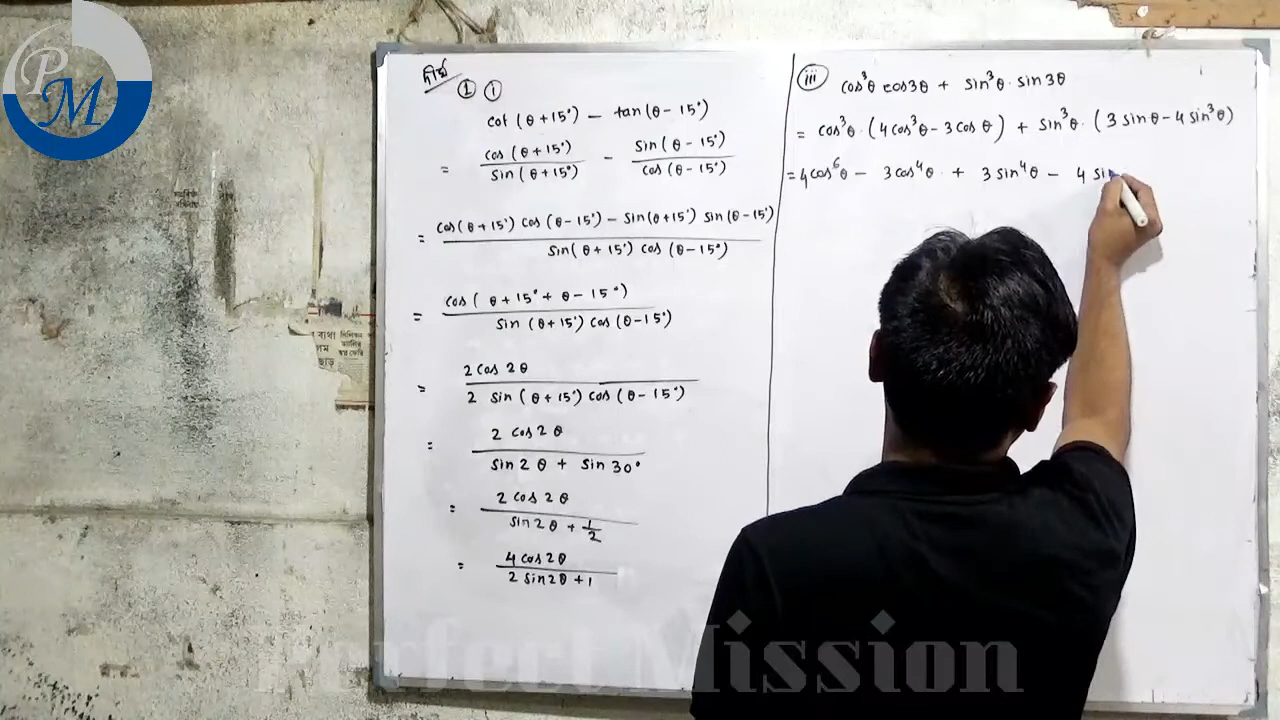 PM
দীর্ঘ
① ⓘ
cot (θ + 15°) − tan (θ − 15°)
= cos (θ + 15°) / sin (θ + 15°) − sin (θ − 15°) / cos (θ − 15°)
= cos (θ + 15°) cos (θ − 15°) − sin (θ + 15°) sin (θ − 15°) / sin (θ + 15°) cos (θ − 15°)
= cos ( θ + 15° + θ − 15°) / sin (θ + 15°) cos (θ − 15°)
= 2 cos 2θ / 2 sin (θ + 15°) cos (θ − 15°)
= 2 cos 2θ / sin 2θ + sin 30°
= 2 cos 2θ / sin 2θ + 1/2
= 4 cos 2θ / 2 sin 2θ + 1
iii cos³θ cos 3θ + sin³θ · sin 3θ
= cos³θ · (4 cos³θ − 3 cos θ) + sin³θ · (3 sin θ − 4 sin³θ)
= 4 cos⁶θ − 3 cos⁴θ · + 3 sin⁴θ − 4 si
ব্যথা
Perfect Mission